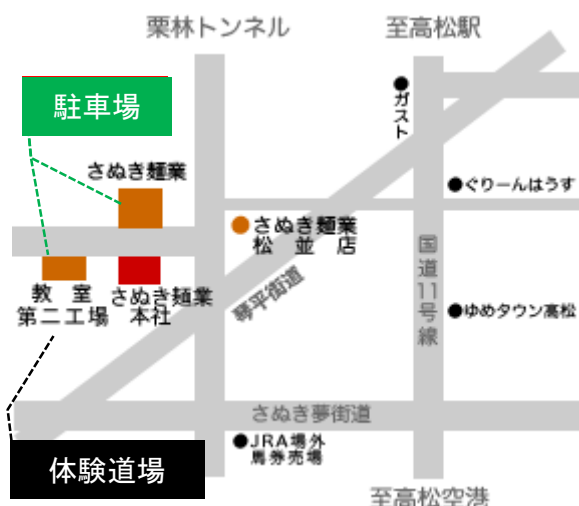 栗林トンネル
至高松駅
駐車場
●ガスト
さぬき麺業
●ぐりーんはうす
●さぬき麺業
松並店
国道11号線
教室
第二工場
さぬき麺業
本社
琴平街道
●ゆめタウン高松
さぬき夢街道
●JRA場外
馬券売場
体験道場
至高松空港